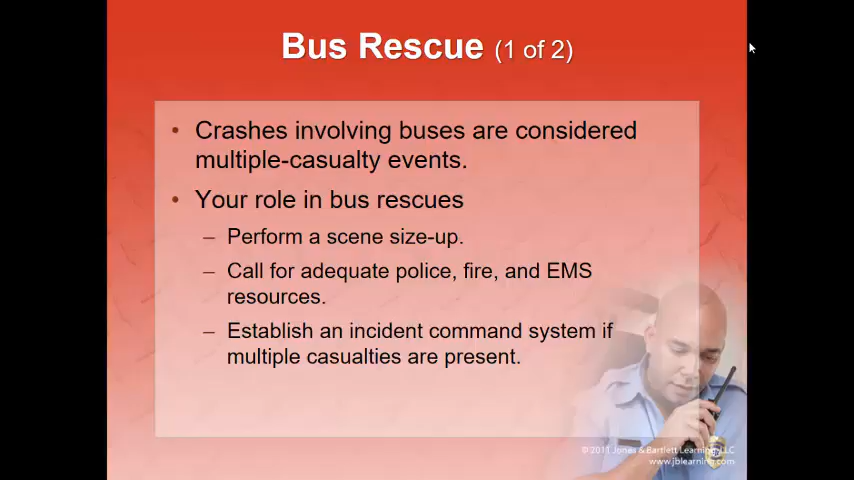 Bus Rescue (1 of 2)
• Crashes involving buses are considered
multiple-casualty events.
• Your role in bus rescues
– Perform a scene size-up.
– Call for adequate police, fire, and EMS
resources.
– Establish an incident command system if
multiple casualties are present.
© 2011 Jones & Bartlett Learning, LLC
www.jblearning.com